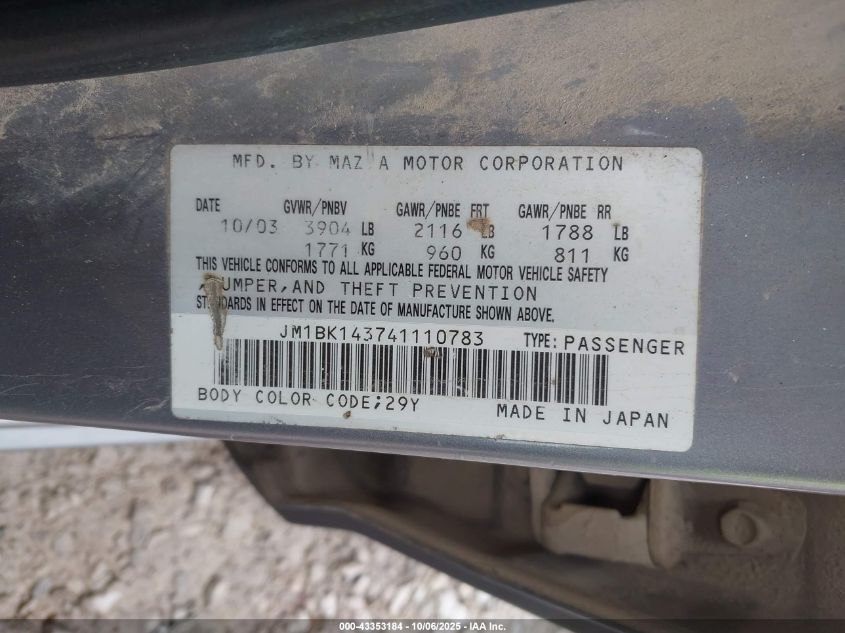 MFD. BY MAZ A MOTOR CORPORATION
DATE GVWR/PNBV GAWR/PNBE FRT GAWR/PNBE RR
10/03 3904 LB 2116 LB 1788 LB
1771 KG 960 KG 811 KG
THIS VEHICLE CONFORMS TO ALL APPLICABLE FEDERAL MOTOR VEHICLE SAFETY
UMPER, AND THEFT PREVENTION
STANDARDS IN EFFECT ON THE DATE OF MANUFACTURE SHOWN ABOVE.
JM1BK143741110783 TYPE: PASSENGER
BODY COLOR CODE;29Y MADE IN JAPAN
000-43353184 - 10/06/2025 - IAA Inc.